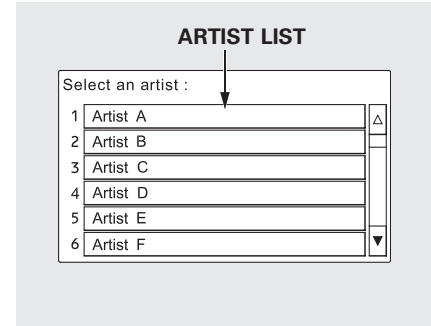 ARTIST LIST
Select an artist :
1 Artist A
2 Artist B
3 Artist C
4 Artist D
5 Artist E
6 Artist F